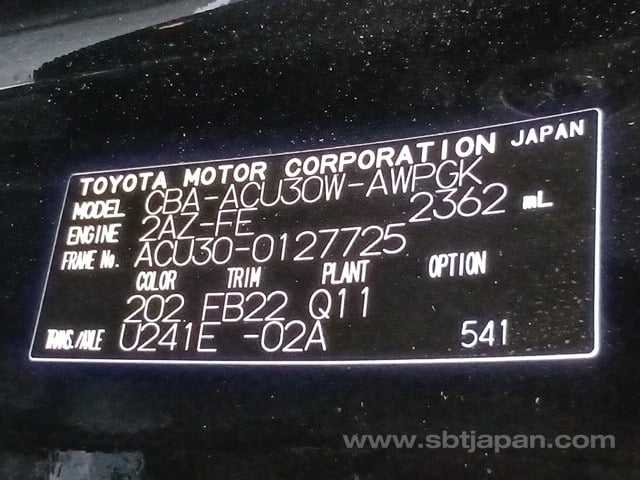 TOYOTA MOTOR CORPORATION JAPAN
MODEL CBA-ACU30W-AWPGK
ENGINE 2AZ-FE 2362 mL
FRAME No. ACU30-0127725
COLOR TRIM PLANT OPTION
202 FB22 Q11
TRANS./AXLE U241E -02A 541
www.sbtjapan.com